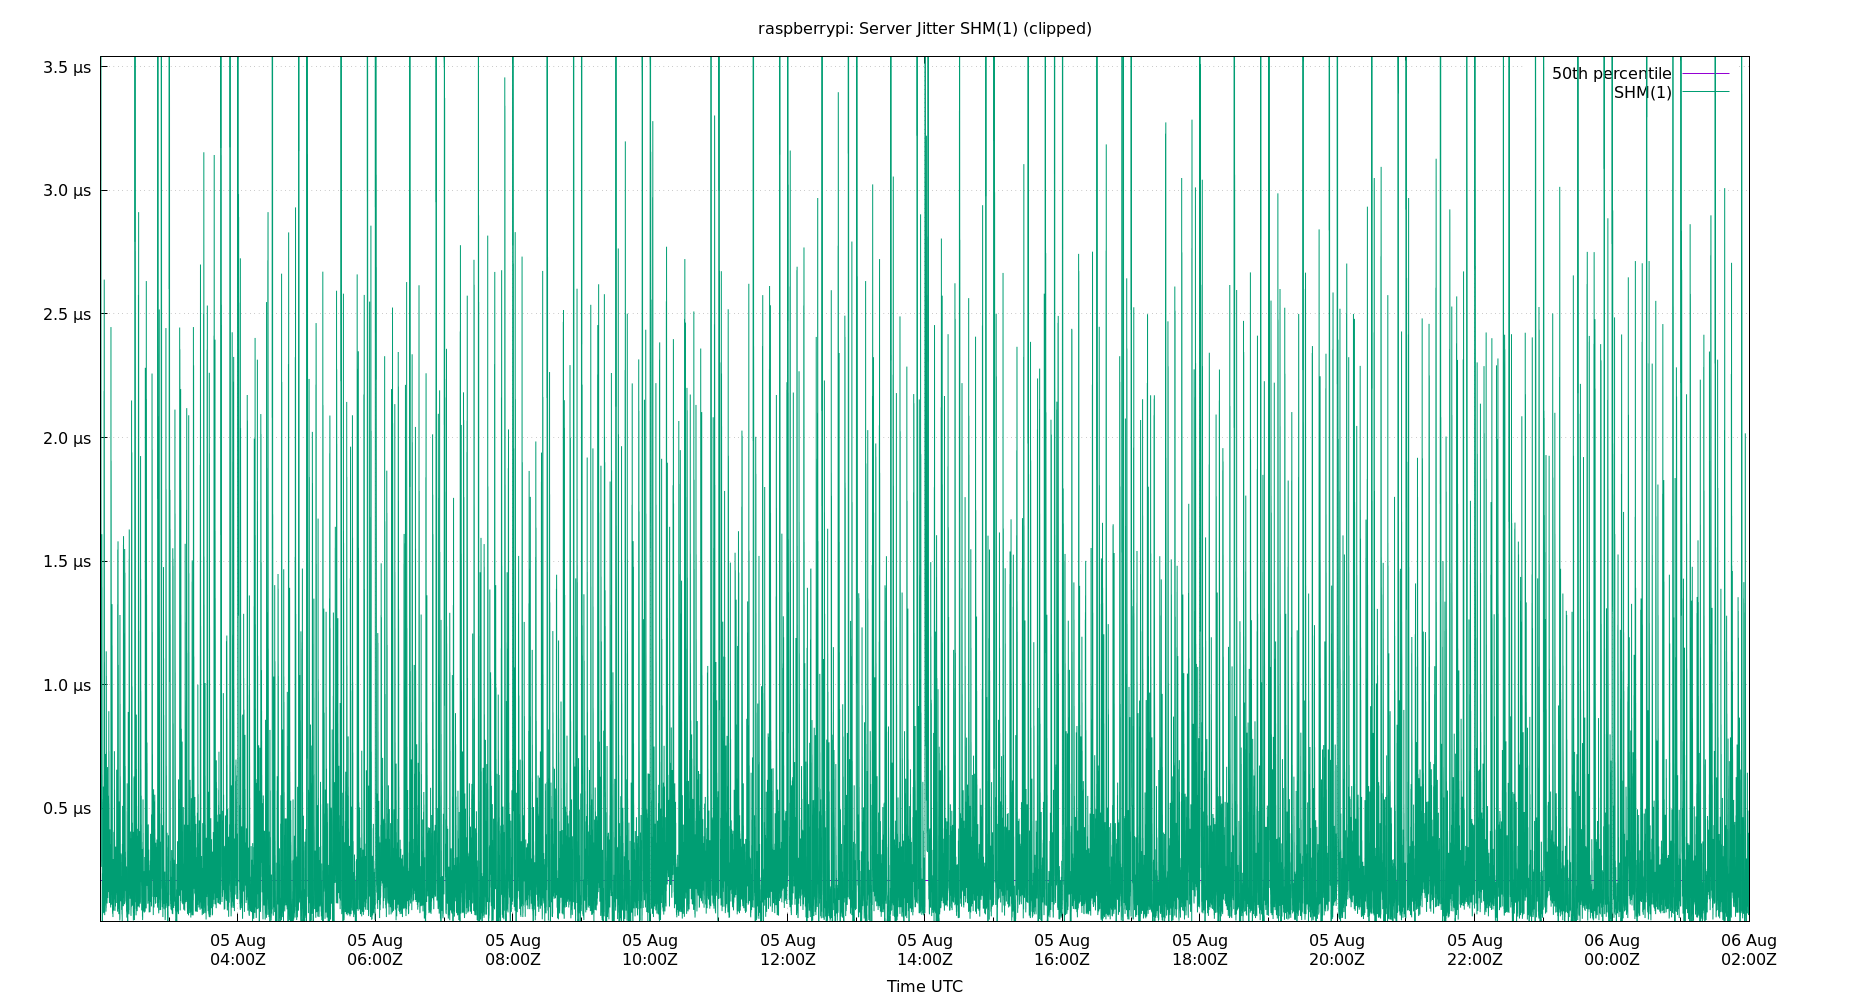 raspberrypi: Server Jitter SHM(1) (clipped)
3.5 μs
3.0 μs
2.5 μs
2.0 μs
1.5 μs
1.0 μs
0.5 μs
50th percentile
SHM(1)
05 Aug 05 Aug 05 Aug 05 Aug 05 Aug 05 Aug 05 Aug 05 Aug 05 Aug 05 Aug 06 Aug 06 Aug
04:00Z 06:00Z 08:00Z 10:00Z 12:00Z 14:00Z 16:00Z 18:00Z 20:00Z 22:00Z 00:00Z 02:00Z
Time UTC